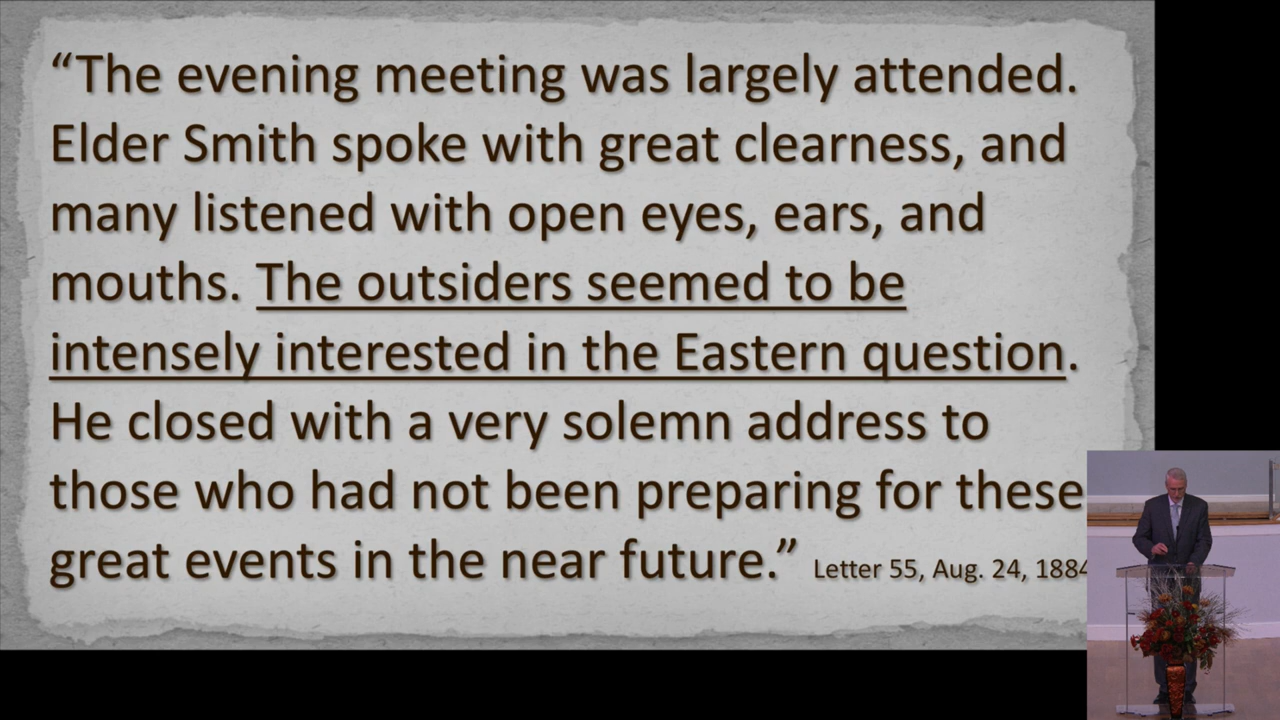 “The evening meeting was largely attended.
Elder Smith spoke with great clearness, and
many listened with open eyes, ears, and
mouths. The outsiders seemed to be
intensely interested in the Eastern question.
He closed with a very solemn address to
those who had not been preparing for these
great events in the near future.” Letter 55, Aug. 24, 1884